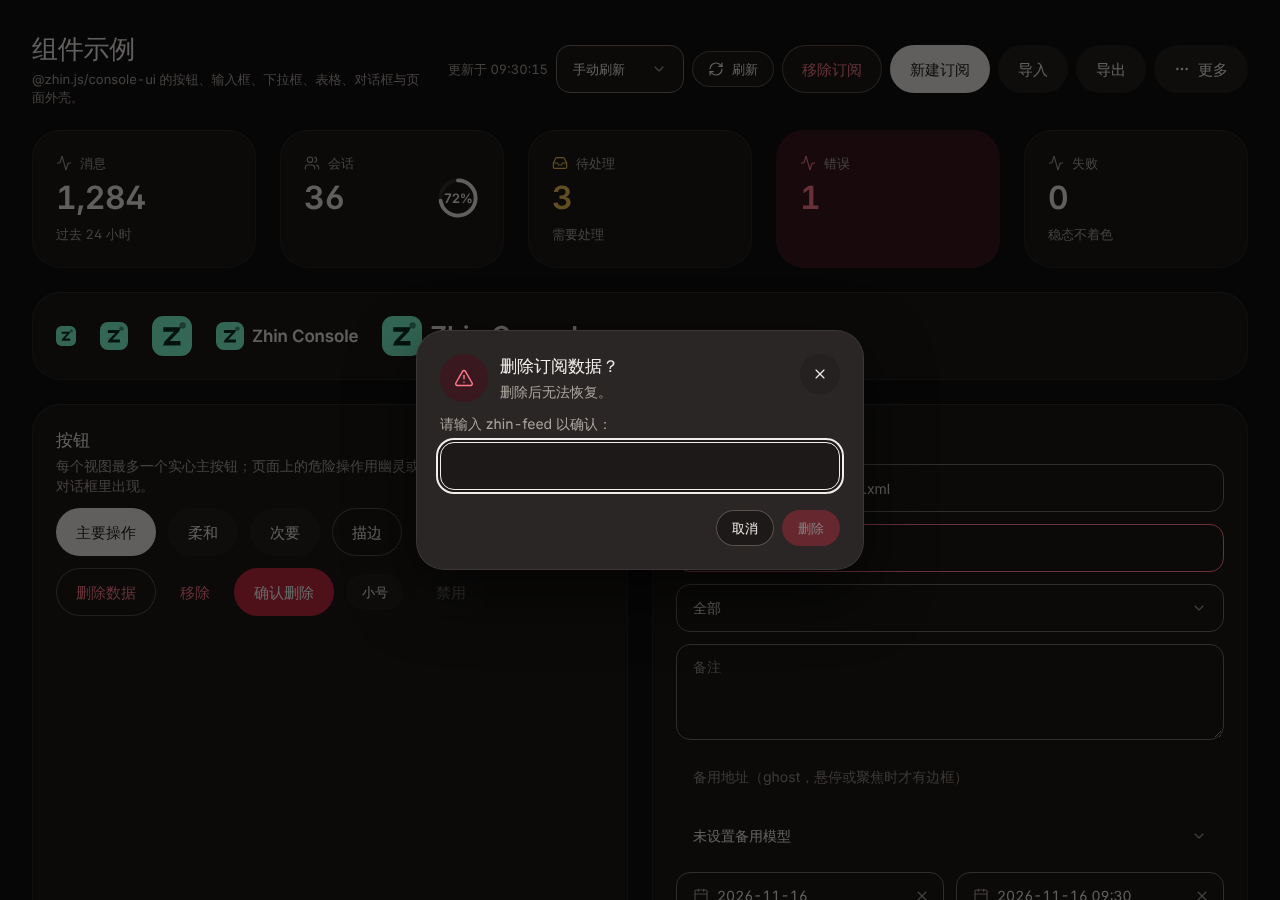 组件示例
@zhin.js/console-ui 的按钮、输入框、下拉框、表格、对话框与页
面外壳。
更新于 09:30:15
手动刷新
刷新
移除订阅
新建订阅
导入
导出
更多
消息
1,284
过去 24 小时
会话
36
72%
待处理
3
需要处理
错误
1
失败
0
稳态不着色
Zhin Console
删除订阅数据？
删除后无法恢复。
请输入 zhin-feed 以确认：
取消
删除
按钮
每个视图最多一个实心主按钮；页面上的危险操作用幽灵或
对话框里出现。
主要操作
柔和
次要
描边
删除数据
移除
确认删除
小号
禁用
.xml
全部
备注
备用地址（ghost，悬停或聚焦时才有边框）
未设置备用模型
2026-11-16
2026-11-16 09:30